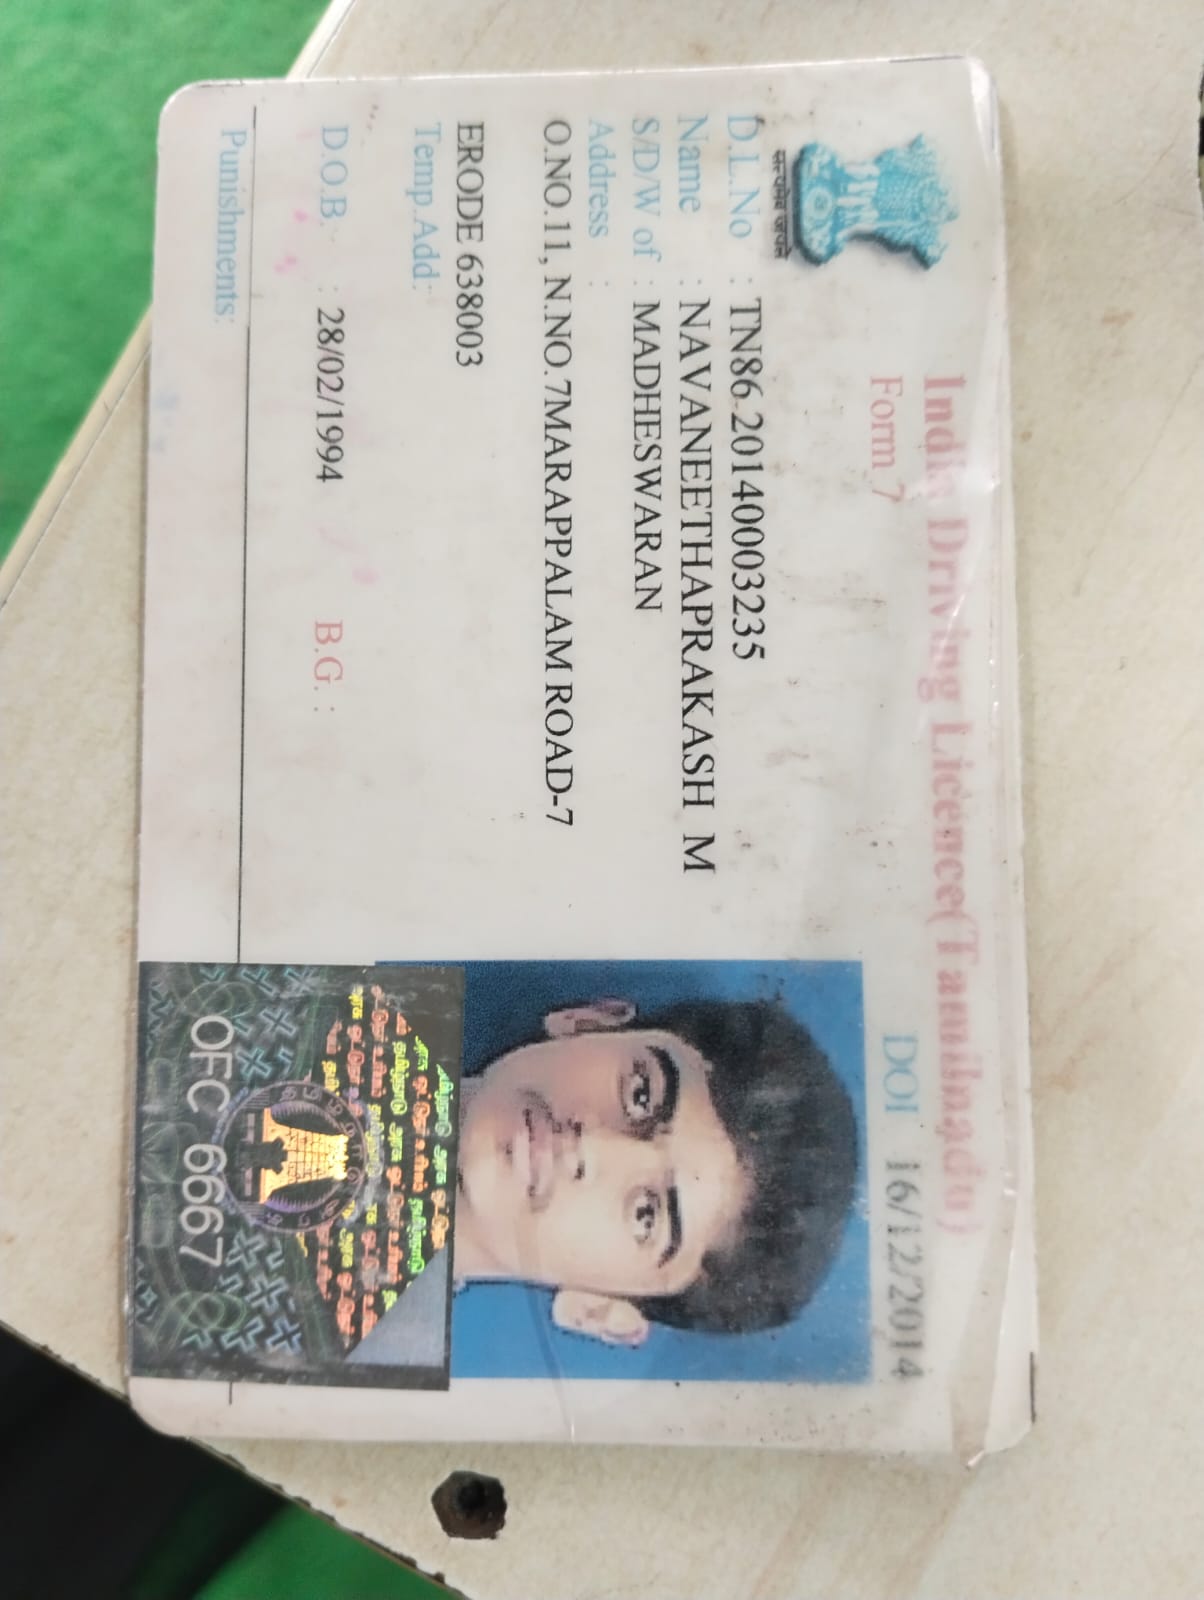 सत्यमेव जयते
India Driving Licence(Tamilnadu)
Form 7
DOI 16/12/2014
D.L.No : TN86 20140003235
Name : NAVANEETHAPRAKASH M
S/D/W of : MADHESWARAN
Address :
O.NO.11, N.NO.7MARAPPALAM ROAD-7
ERODE 638003
Temp.Add:
D.O.B. : 28/02/1994 B.G. :
Punishments:
OFC 6667